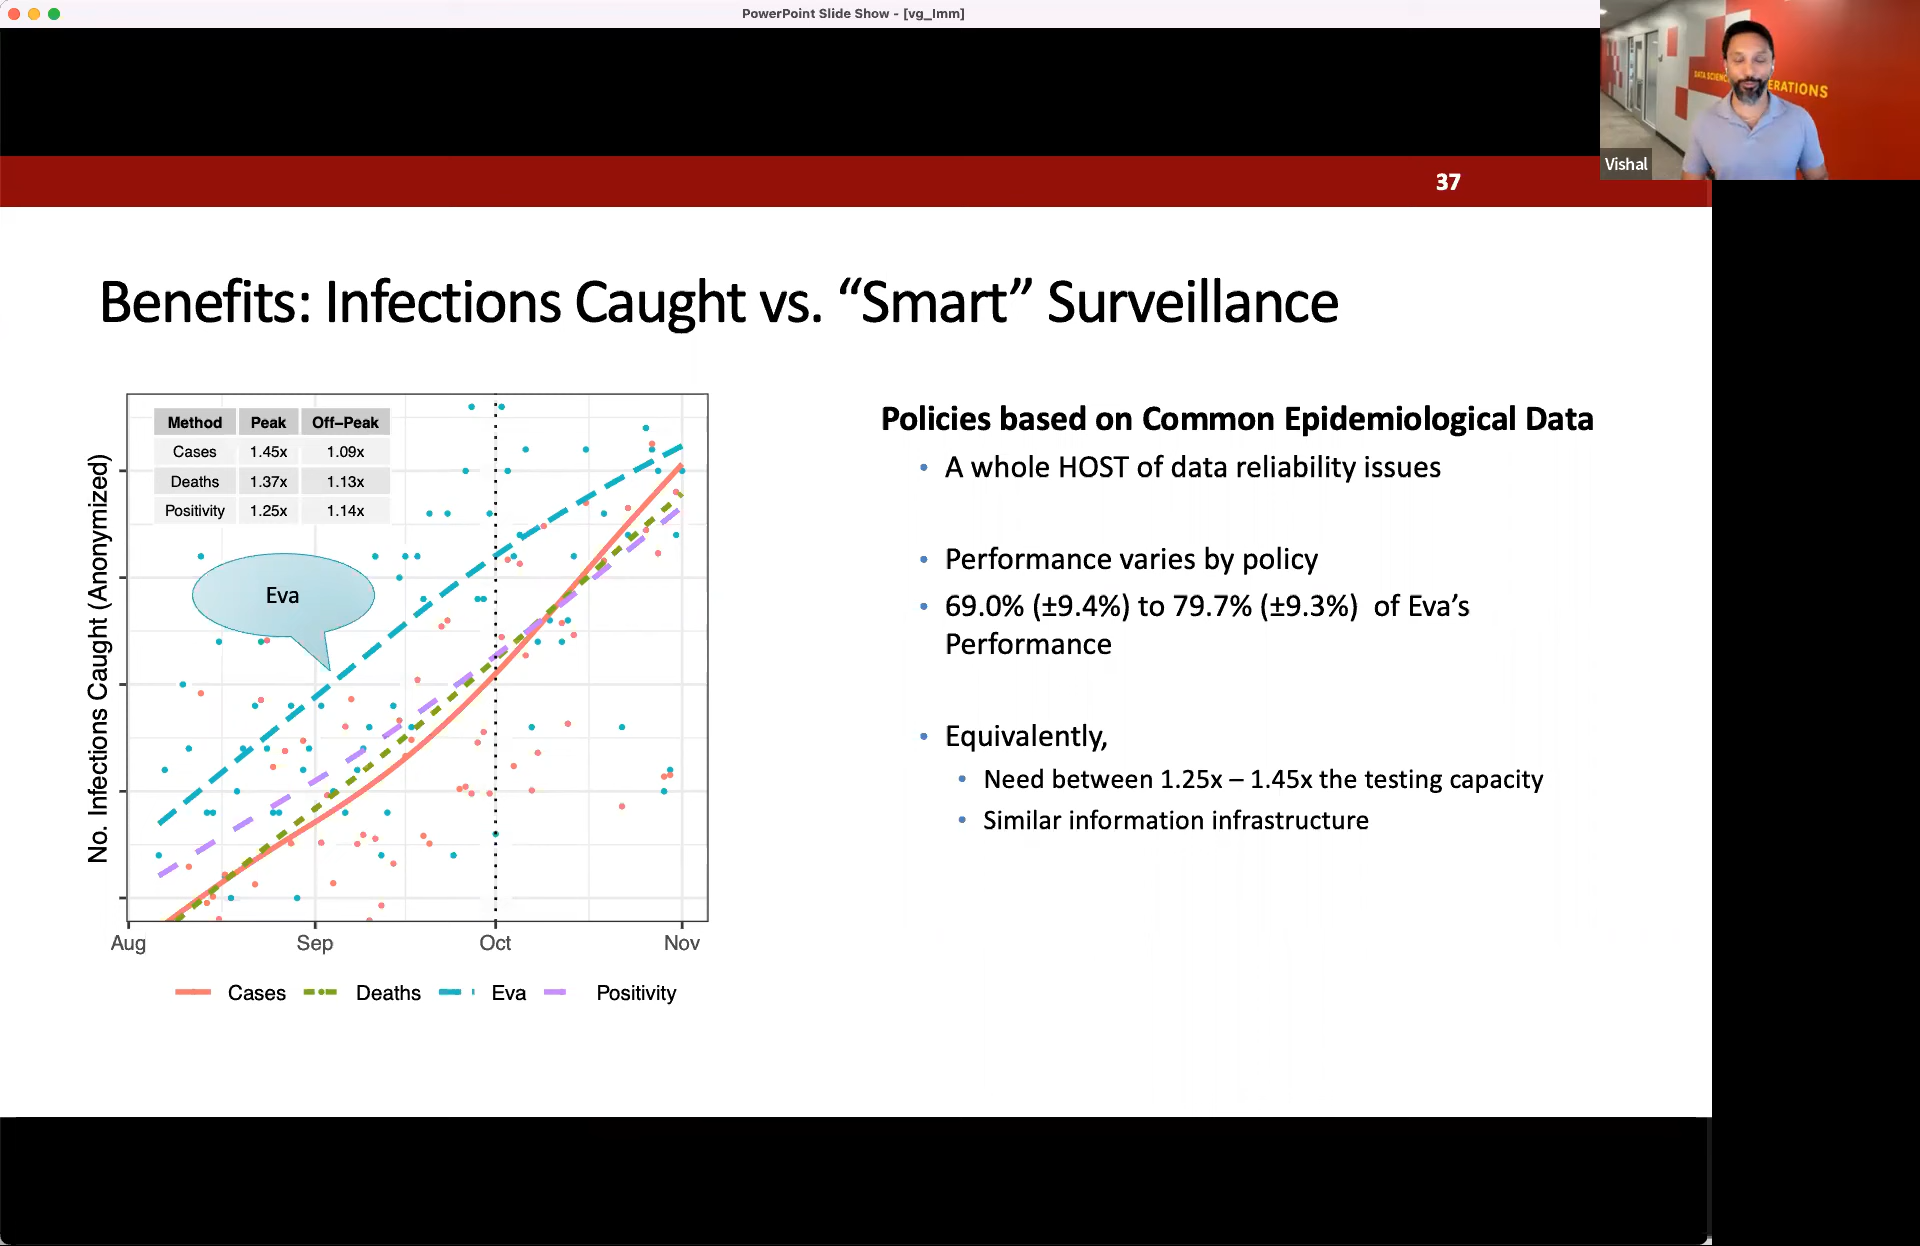 PowerPoint Slide Show - [vg_Imm]
DATA SCIENC ERATIONS
Vishal
37
Benefits: Infections Caught vs. “Smart” Surveillance
Method Peak Off–Peak
Cases 1.45x 1.09x
Deaths 1.37x 1.13x
Positivity 1.25x 1.14x
Eva
No. Infections Caught (Anonymized)
Aug Sep Oct Nov
Cases Deaths Eva Positivity
Policies based on Common Epidemiological Data
• A whole HOST of data reliability issues
• Performance varies by policy
• 69.0% (±9.4%) to 79.7% (±9.3%) of Eva’s
Performance
• Equivalently,
• Need between 1.25x – 1.45x the testing capacity
• Similar information infrastructure